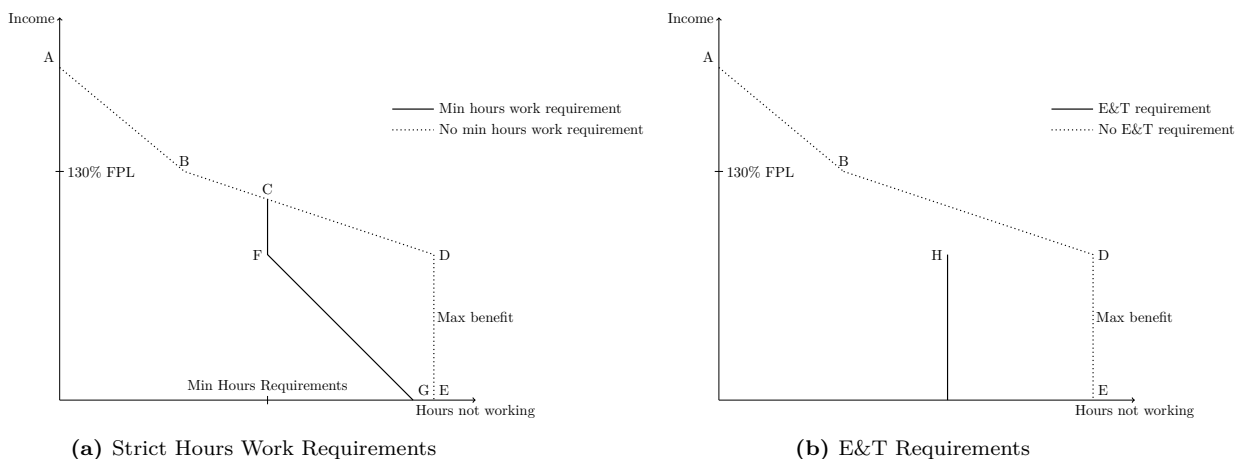 Income
A
Min hours work requirement
No min hours work requirement
B
130% FPL
C
F
D
Max benefit
Min Hours Requirements
G
E
Hours not working
(a) Strict Hours Work Requirements
Income
A
E&T requirement
No E&T requirement
B
130% FPL
H
D
Max benefit
E
Hours not working
(b) E&T Requirements